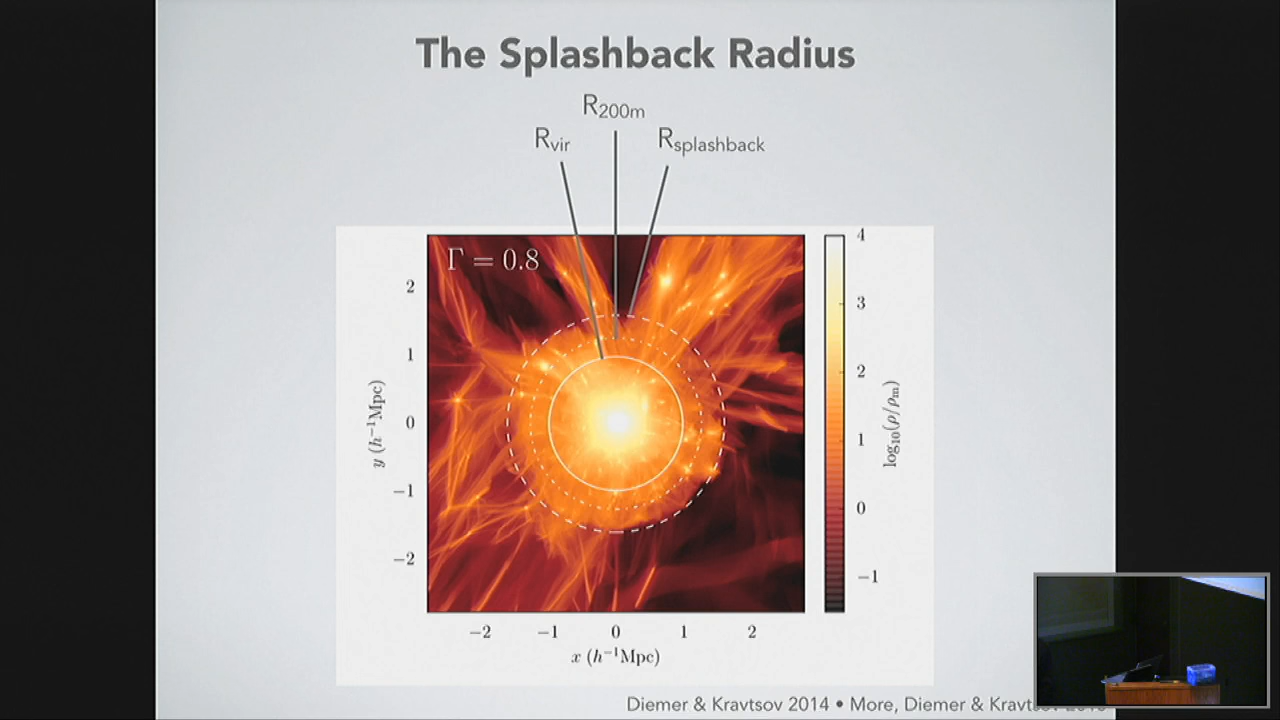 The Splashback Radius
R200m
Rvir
Rsplashback
Γ = 0.8
4
3
2
1
0
−1
log10(ρ/ρm)
2
1
0
−1
−2
y (h−1Mpc)
−2 −1 0 1 2
x (h−1Mpc)
Diemer & Kravtsov 2014 • More, Diemer &